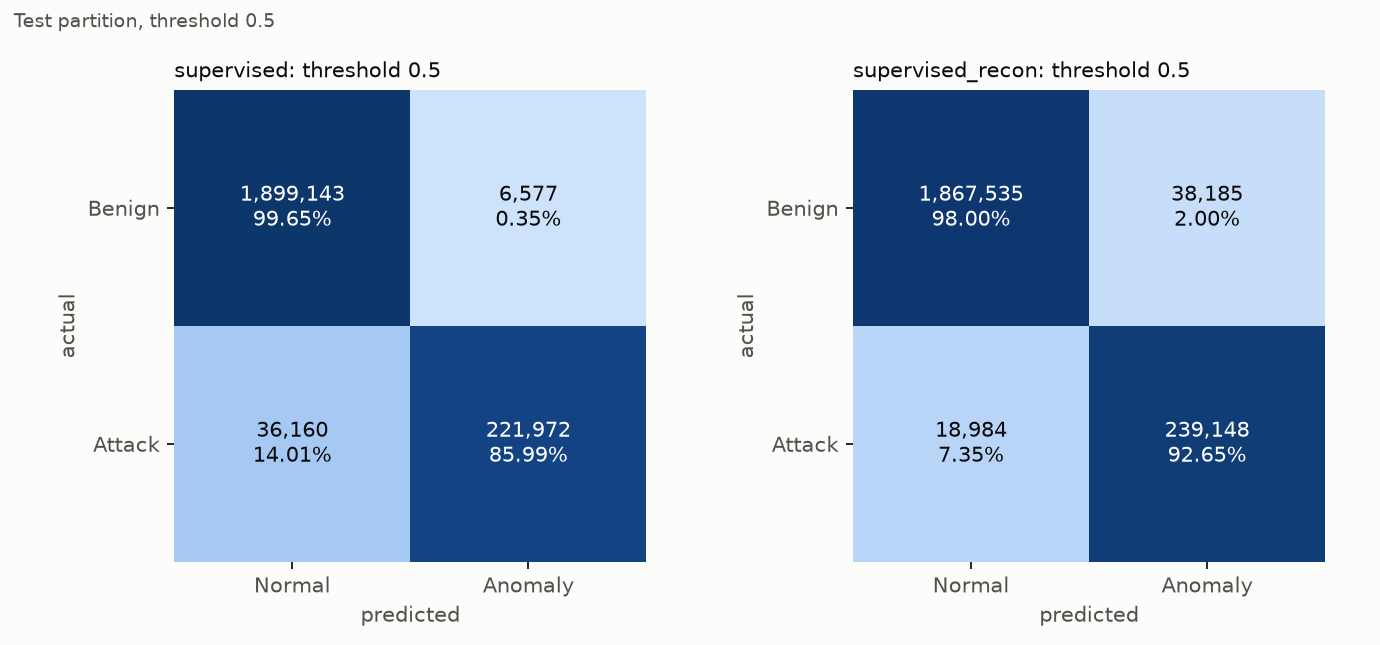 Test partition, threshold 0.5
supervised: threshold 0.5
actual
Benign
1,899,143
99.65%
6,577
0.35%
Attack
36,160
14.01%
221,972
85.99%
Normal
Anomaly
predicted
supervised_recon: threshold 0.5
actual
Benign
1,867,535
98.00%
38,185
2.00%
Attack
18,984
7.35%
239,148
92.65%
Normal
Anomaly
predicted